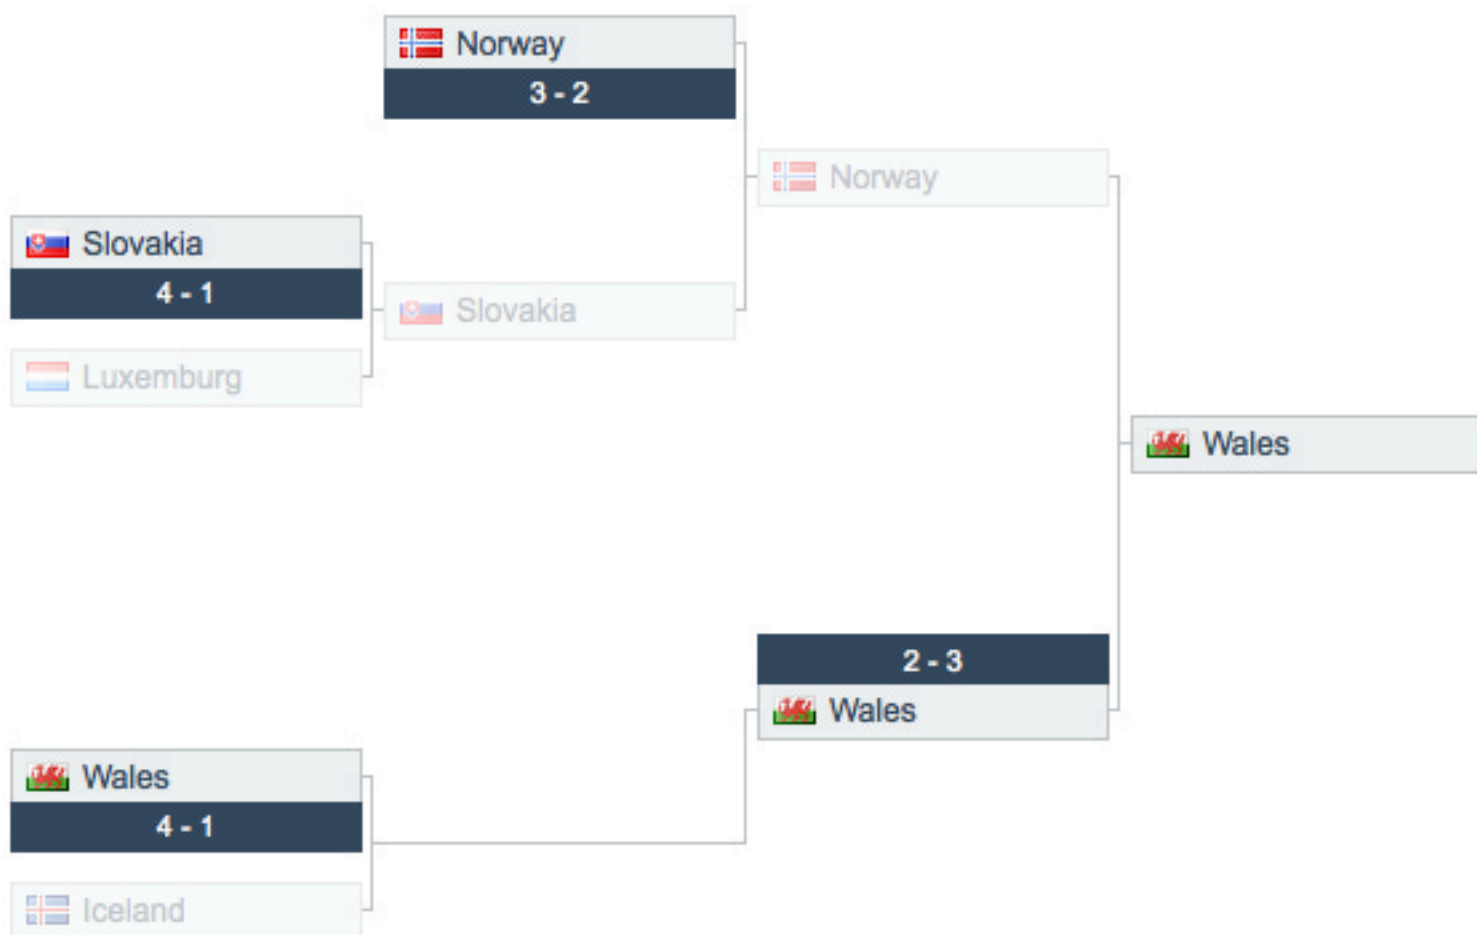 Norway
3 - 2
Norway
Slovakia
4 - 1
Slovakia
Luxemburg
Wales
2 - 3
Wales
Wales
4 - 1
Iceland